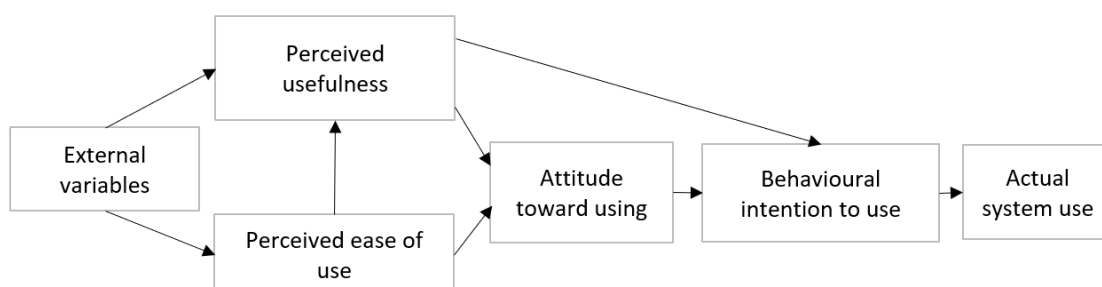 Perceived
usefulness
External
variables
Perceived ease of
use
Attitude
toward using
Behavioural
intention to use
Actual
system use